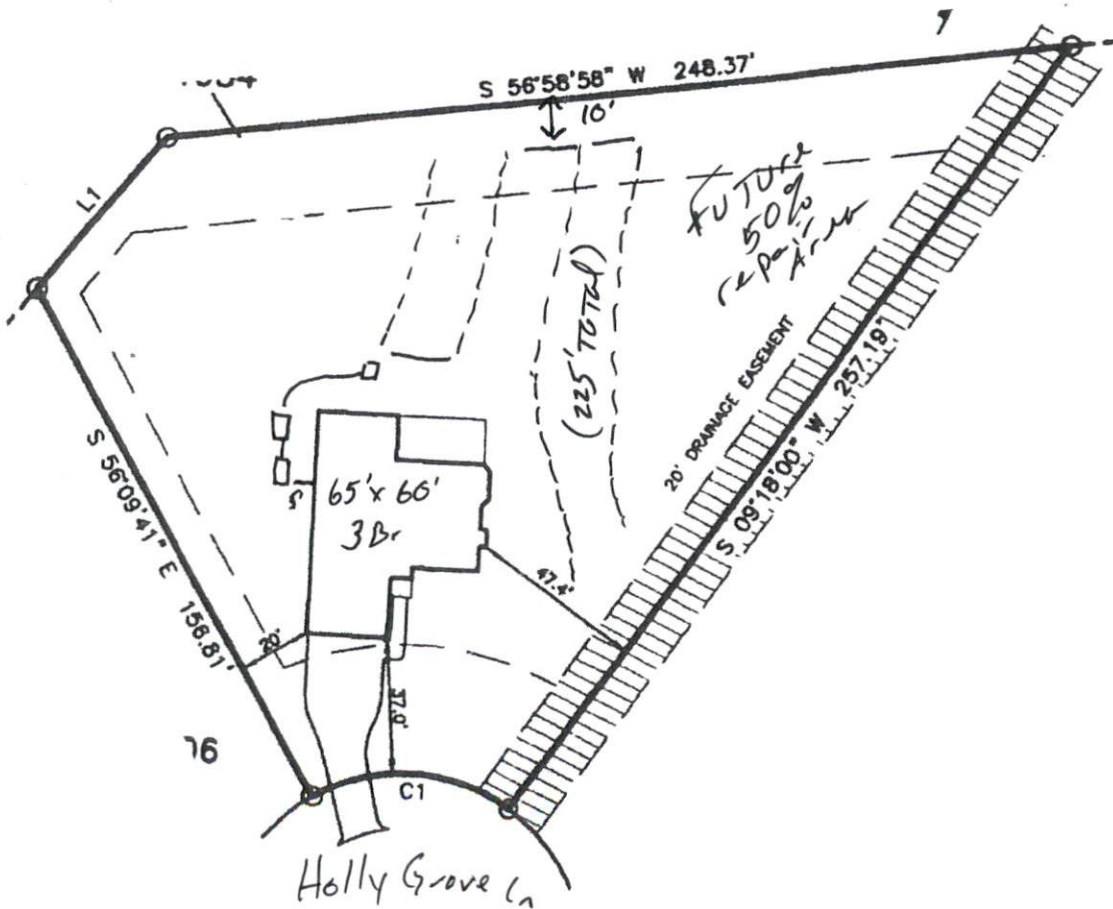 S 56°58'58" W 248.37'
10'
L1
FUTURE
50%
repair
Area
(225' TOTAL)
20' DRAINAGE EASEMENT
S 09°18'00" W 257.19'
S 56°09'41" E 156.81'
5'
65' x 60'
3 Br
47.4'
20'
37.0'
76
C1
Holly Grove Ln